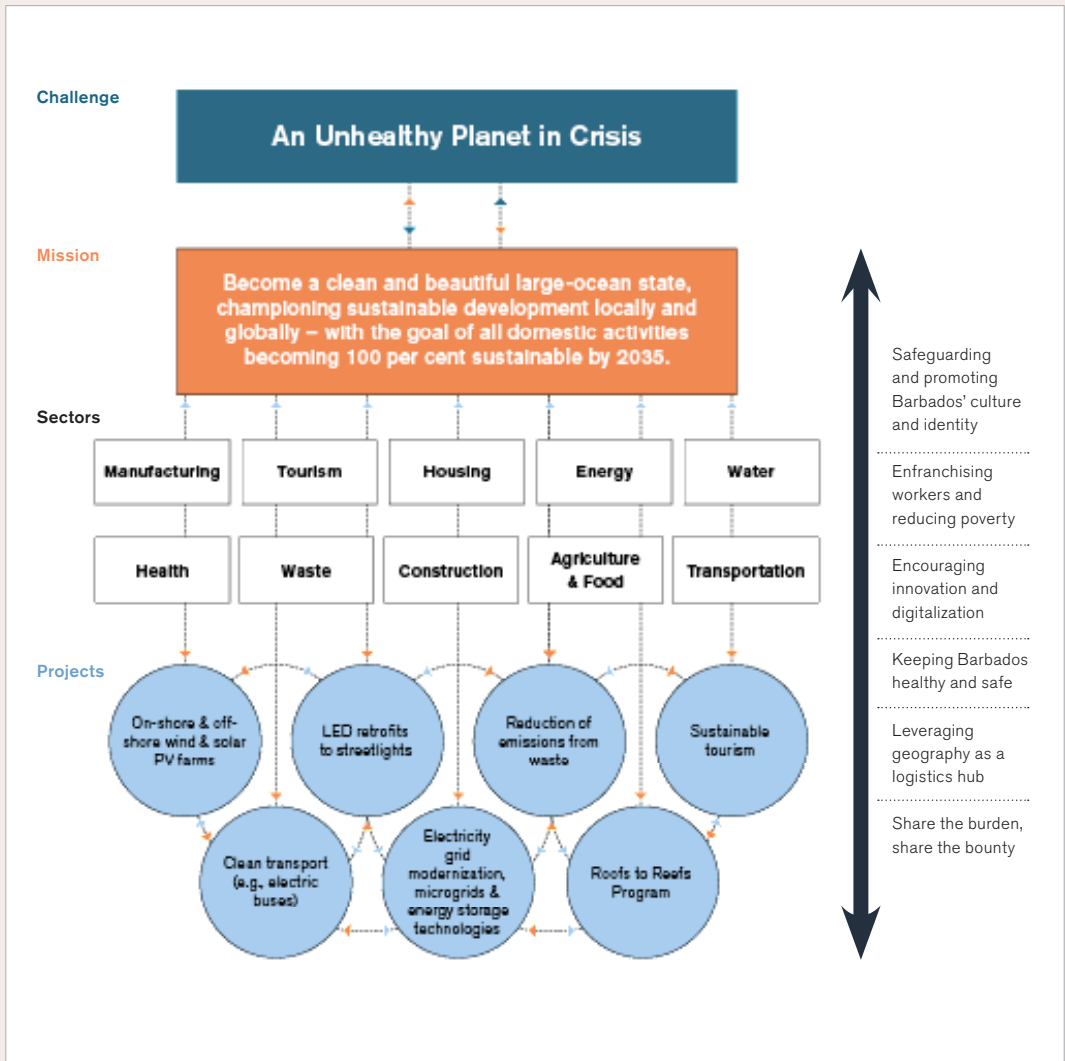 Challenge
An Unhealthy Planet in Crisis
Mission
Become a clean and beautiful large-ocean state,
championing sustainable development locally and
globally – with the goal of all domestic activities
becoming 100 per cent sustainable by 2035.
Sectors
Manufacturing
Tourism
Housing
Energy
Water
Health
Waste
Construction
Agriculture
& Food
Transportation
Projects
On-shore & off-
shore wind & solar
PV farms
LED retrofits
to streetlights
Reduction of
emissions from
waste
Sustainable
tourism
Clean transport
(e.g., electric
buses)
Electricity
grid
modernization,
microgrids &
energy storage
technologies
Roofs to Reefs
Program
Safeguarding
and promoting
Barbados’ culture
and identity
Enfranchising
workers and
reducing poverty
Encouraging
innovation and
digitalization
Keeping Barbados
healthy and safe
Leveraging
geography as a
logistics hub
Share the burden,
share the bounty